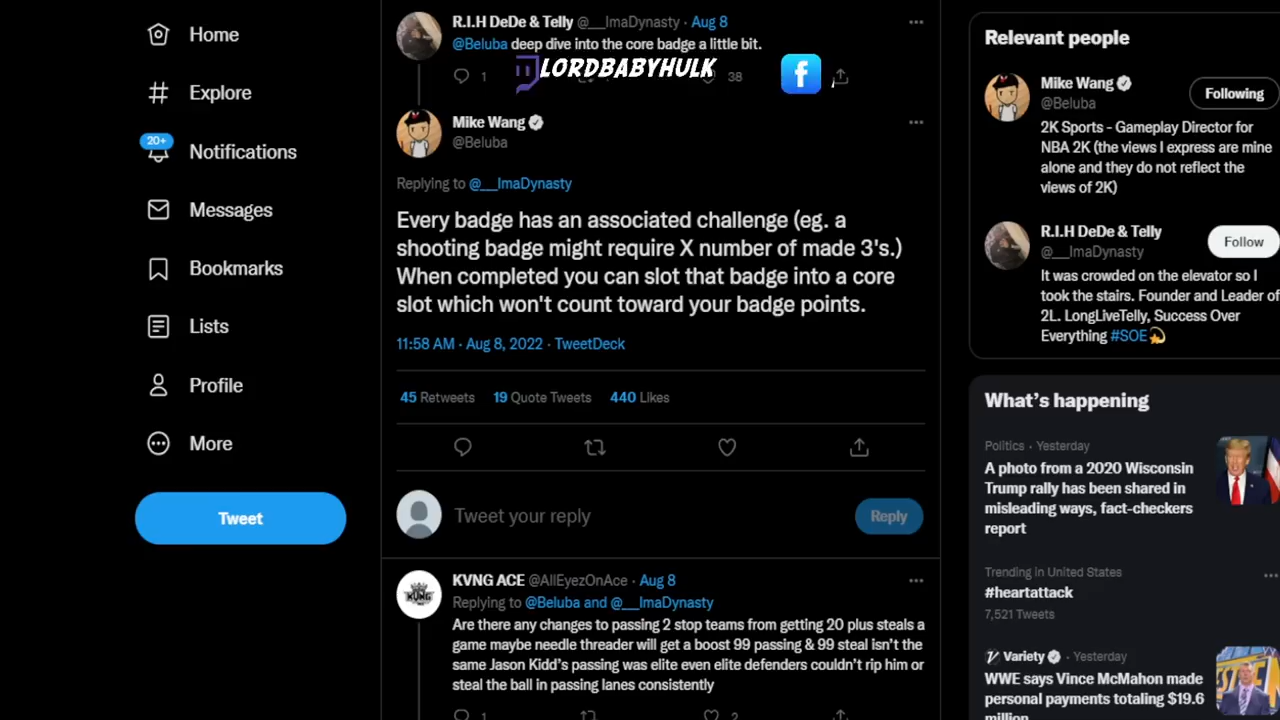 Home
Explore
20+
Notifications
Messages
Bookmarks
Lists
Profile
More
Tweet
R.I.H DeDe & Telly @__ImaDynasty · Aug 8
@Beluba deep dive into the core badge a little bit.
1
38
LORDBABYHULK
f
Mike Wang
@Beluba
Replying to @__ImaDynasty
Every badge has an associated challenge (eg. a
shooting badge might require X number of made 3's.)
When completed you can slot that badge into a core
slot which won't count toward your badge points.
11:58 AM · Aug 8, 2022 · TweetDeck
45 Retweets 19 Quote Tweets 440 Likes
Tweet your reply
Reply
KVNG ACE @AllEyezOnAce · Aug 8
Replying to @Beluba and @__ImaDynasty
Are there any changes to passing 2 stop teams from getting 20 plus steals a
game maybe needle threader will get a boost 99 passing & 99 steal isn't the
same Jason Kidd's passing was elite even elite defenders couldn't rip him or
steal the ball in passing lanes consistently
1
2
Relevant people
Mike Wang
@Beluba
Following
2K Sports - Gameplay Director for
NBA 2K (the views I express are mine
alone and they do not reflect the
views of 2K)
R.I.H DeDe & Telly
@__ImaDynasty
Follow
It was crowded on the elevator so I
took the stairs. Founder and Leader of
2L. LongLiveTelly, Success Over
Everything #SOE
What's happening
Politics · Yesterday
A photo from a 2020 Wisconsin
Trump rally has been shared in
misleading ways, fact-checkers
report
Trending in United States
#heartattack
7,521 Tweets
Variety · Yesterday
WWE says Vince McMahon made
personal payments totaling $19.6
million